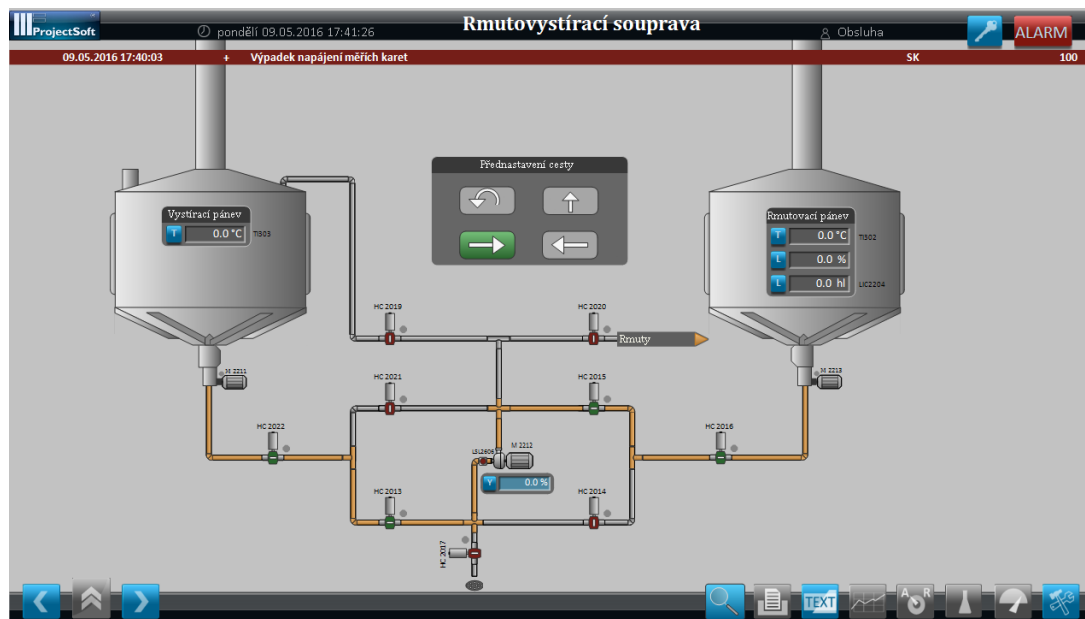 ProjectSoft
pondělí 09.05.2016 17:41:26
Rmutovystírací souprava
Obsluha
ALARM
09.05.2016 17:40:03 + Výpadek napájení měřích karet SK 100
Přednastavení cesty
Vystírací pánev
T 0.0 °C TI303
Rmutovací pánev
T 0.0 °C TI302
L 0.0 %
L 0.0 hl LIC2204
HC 2019
HC 2020
Rmuty
M 2211
M 2213
HC 2021
HC 2015
HC 2022
HC 2016
LSL2606
M 2212
Y 0.0 %
HC 2013
HC 2014
HC 2017
TEXT
A R